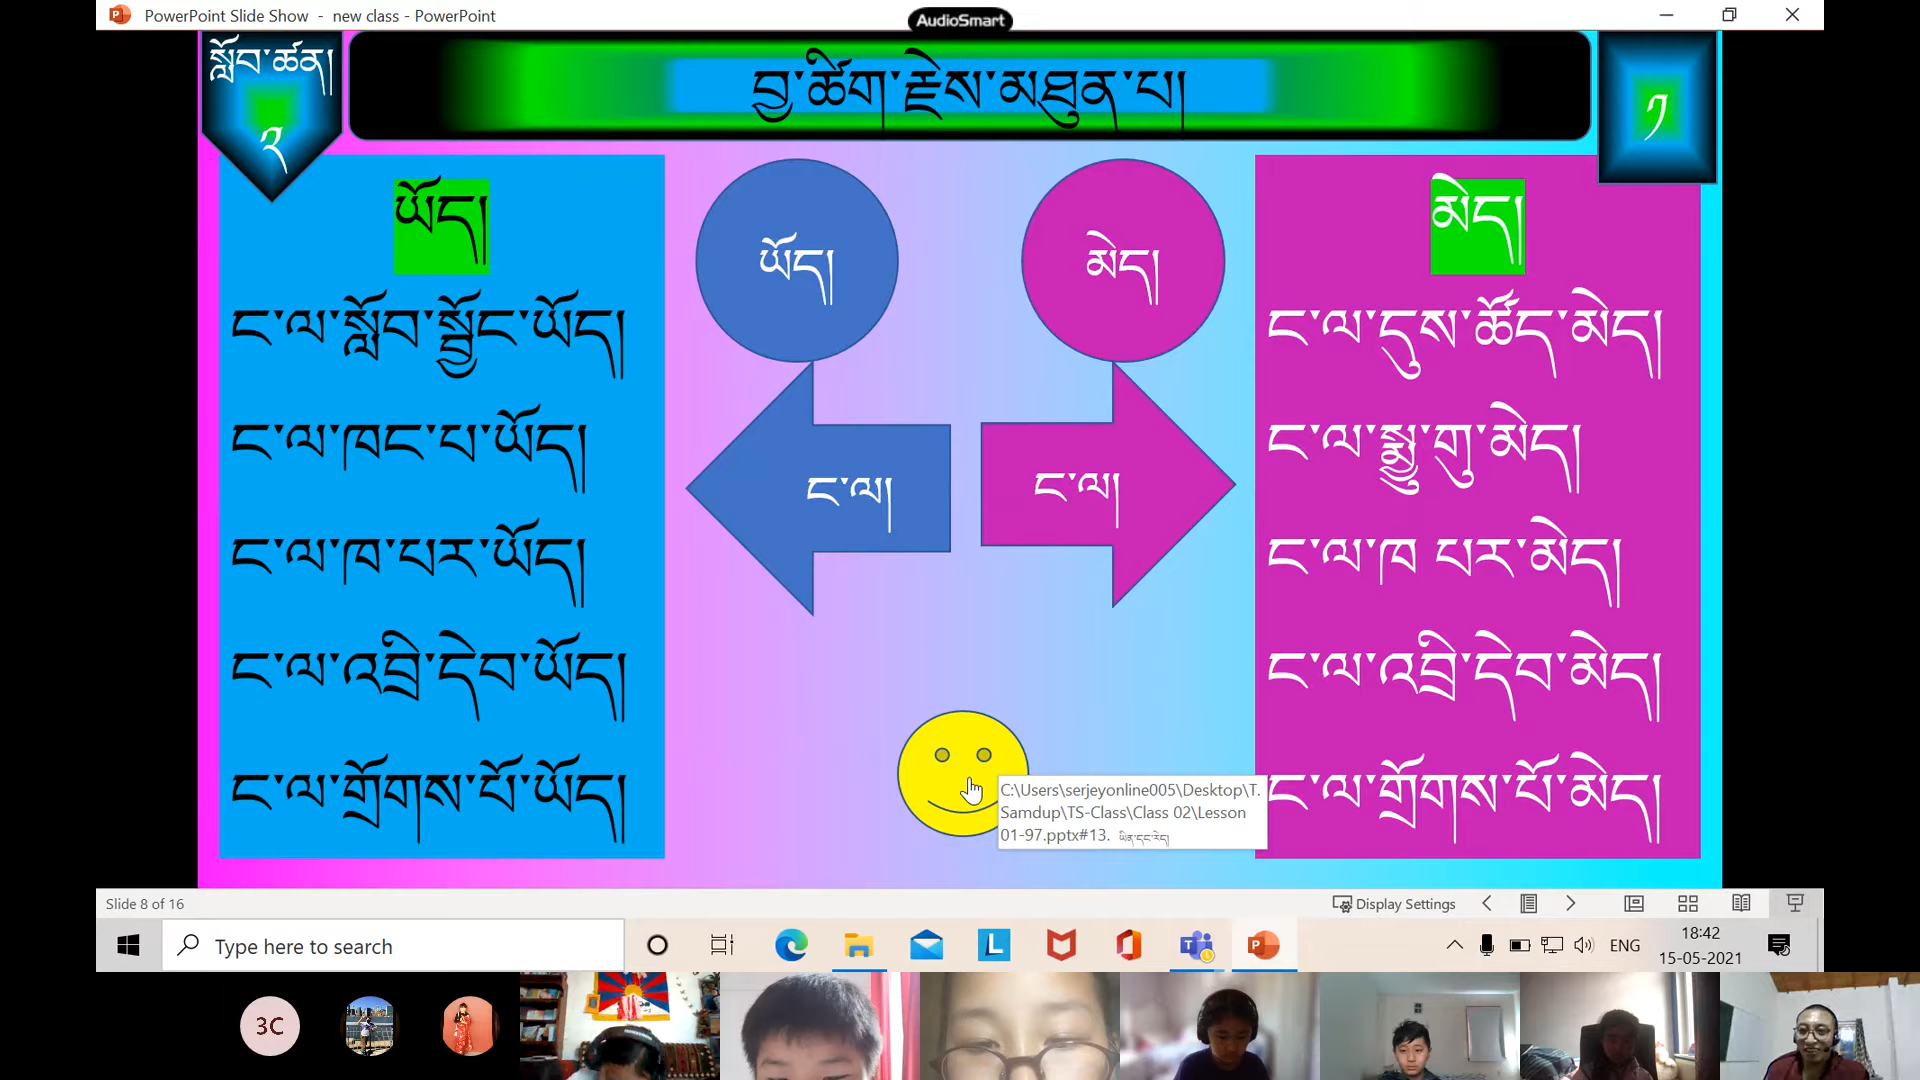 PowerPoint Slide Show - new class - PowerPoint
AudioSmart
སློབ་ཚན།
༢
བྱ་ཚིག་རྗེས་མཐུན་པ།
༡
ཡོད།
ང་ལ་སློབ་སྦྱོང་ཡོད།
ང་ལ་ཁང་པ་ཡོད།
ང་ལ་ཁ་པར་ཡོད།
ང་ལ་འབྲི་དེབ་ཡོད།
ང་ལ་གྲོགས་པོ་ཡོད།
ཡོད།
ང་ལ།
མེད།
ང་ལ།
མེད།
ང་ལ་དུས་ཚོད་མེད།
ང་ལ་སྨྱུ་གུ་མེད།
ང་ལ་ཁ པར་མེད།
ང་ལ་འབྲི་དེབ་མེད།
ང་ལ་གྲོགས་པོ་མེད།
C:\Users\serjeyonline005\Desktop\T.
Samdup\TS-Class\Class 02\Lesson
01-97.pptx#13. ཡིན་དང་རེད།
Slide 8 of 16
Display Settings
Type here to search
ENG
18:42
15-05-2021
3C